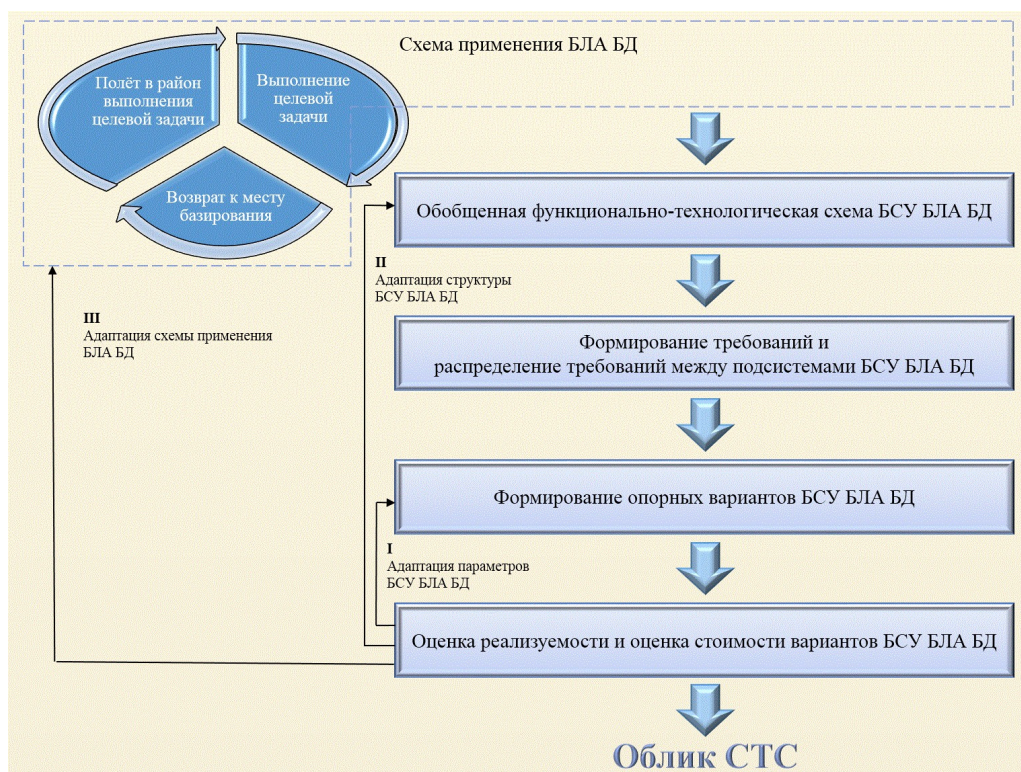 Схема применения БЛА БД
Полёт в район
выполнения
целевой задачи
Выполнение
целевой
задачи
Возврат к месту
базирования
Обобщенная функционально-технологическая схема БСУ БЛА БД
II
Адаптация структуры
БСУ БЛА БД
III
Адаптация схемы применения
БЛА БД
Формирование требований и
распределение требований между подсистемами БСУ БЛА БД
Формирование опорных вариантов БСУ БЛА БД
I
Адаптация параметров
БСУ БЛА БД
Оценка реализуемости и оценка стоимости вариантов БСУ БЛА БД
Облик СТС